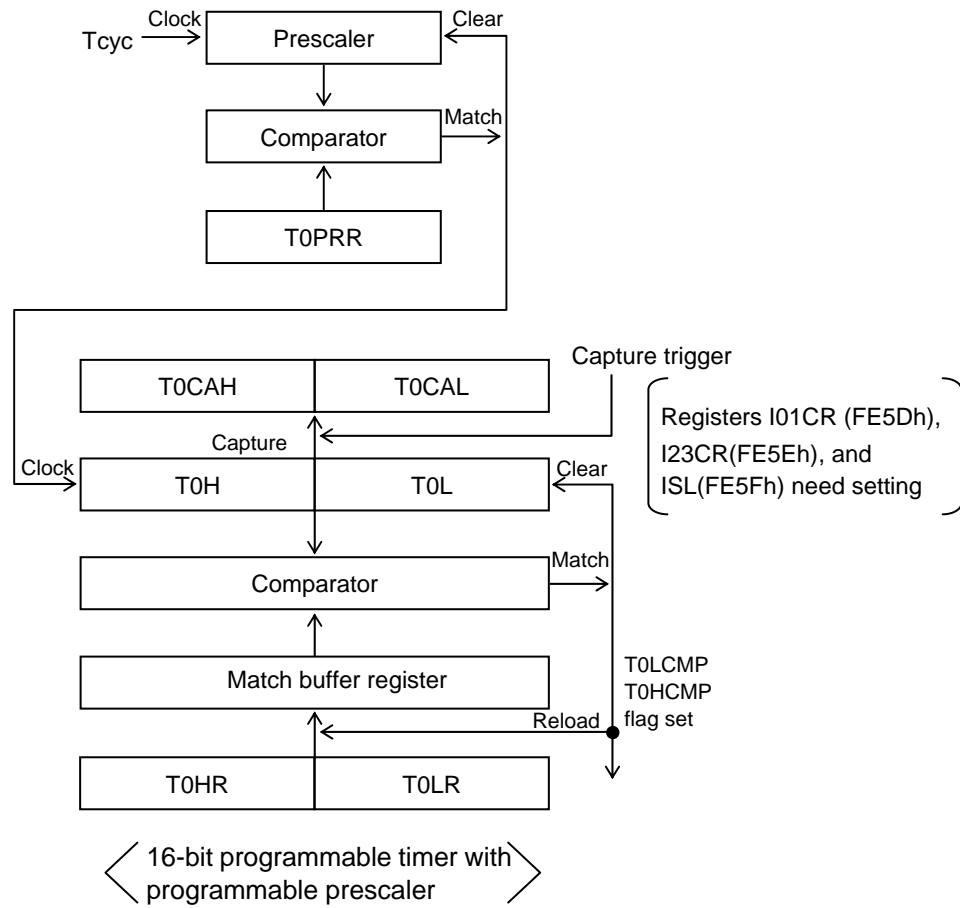 Clock
Clear
Tcyc
Prescaler
Match
Comparator
T0PRR
Capture trigger
T0CAH
T0CAL
Registers I01CR (FE5Dh),
I23CR(FE5Eh), and
ISL(FE5Fh) need setting
Capture
Clock
Clear
T0H
T0L
Match
Comparator
T0LCMP
T0HCMP
flag set
Match buffer register
Reload
T0HR
T0LR
16-bit programmable timer with
programmable prescaler